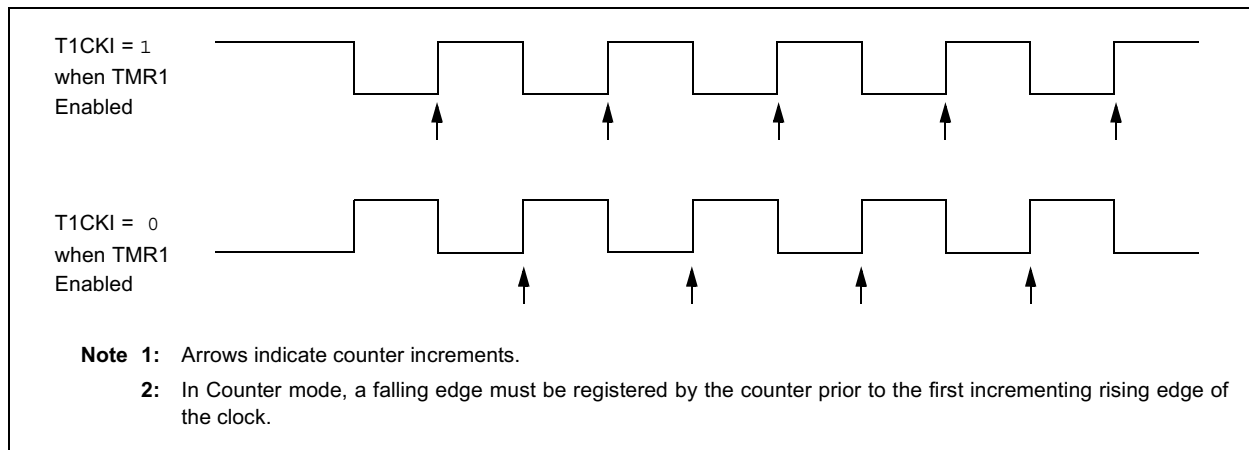 T1CKI = 1
when TMR1
Enabled
T1CKI = 0
when TMR1
Enabled
Note 1: Arrows indicate counter increments.
2: In Counter mode, a falling edge must be registered by the counter prior to the first incrementing rising edge of
the clock.